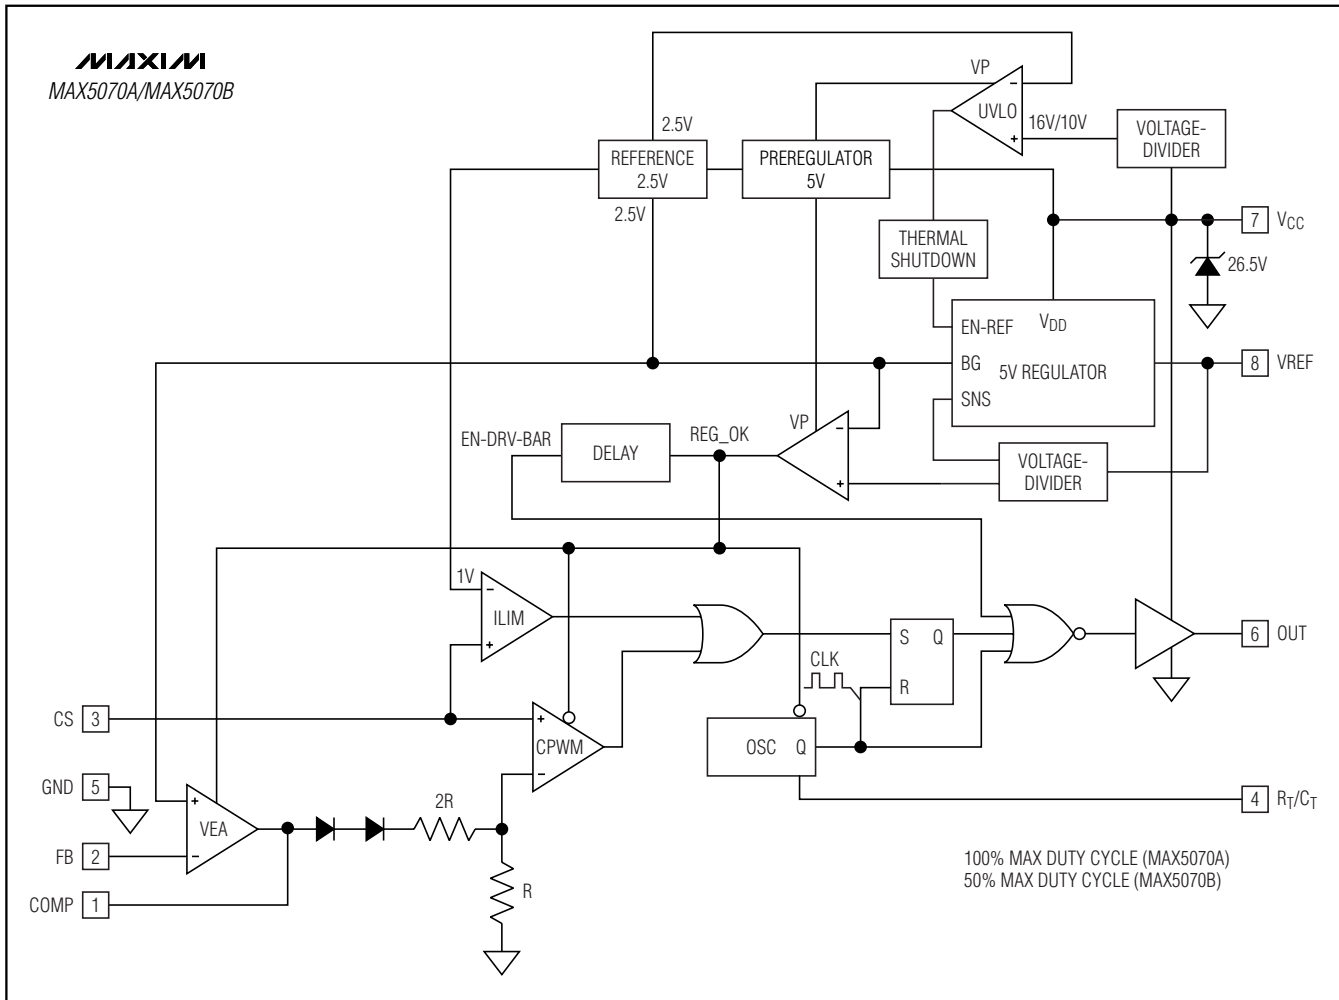 MAXIM
MAX5070A/MAX5070B
VP
-
UVLO
+
16V/10V
VOLTAGE-
DIVIDER
2.5V
REFERENCE
2.5V
2.5V
PREREGULATOR
5V
THERMAL
SHUTDOWN
7
VCC
26.5V
EN-REF
VDD
BG
5V REGULATOR
SNS
8
VREF
VP
-
+
EN-DRV-BAR
DELAY
REG_OK
VOLTAGE-
DIVIDER
1V
-
ILIM
+
S
Q
R
CLK
6
OUT
CS
3
+
CPWM
-
OSC
Q
GND
5
4
RT/CT
+
VEA
-
2R
FB
2
R
COMP
1
100% MAX DUTY CYCLE (MAX5070A)
50% MAX DUTY CYCLE (MAX5070B)